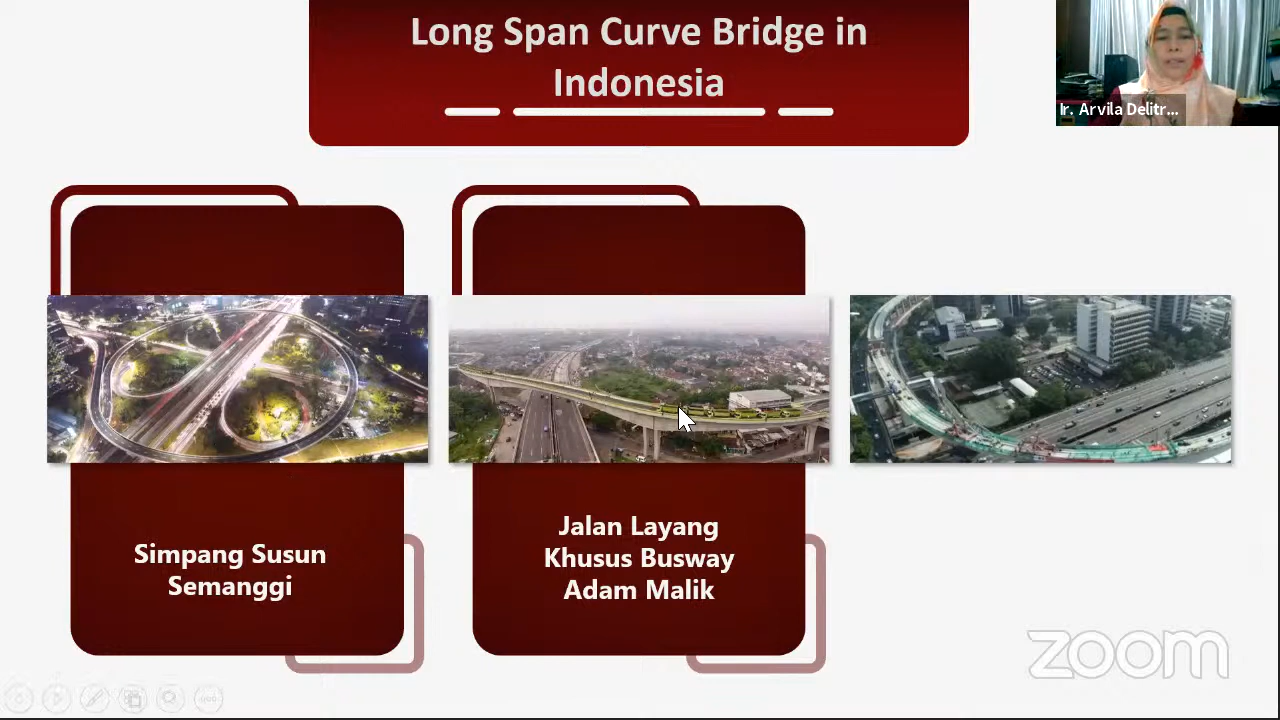 Long Span Curve Bridge in
Indonesia
Ir. Arvila Delitr...
Simpang Susun
Semanggi
Jalan Layang
Khusus Busway
Adam Malik
zoom